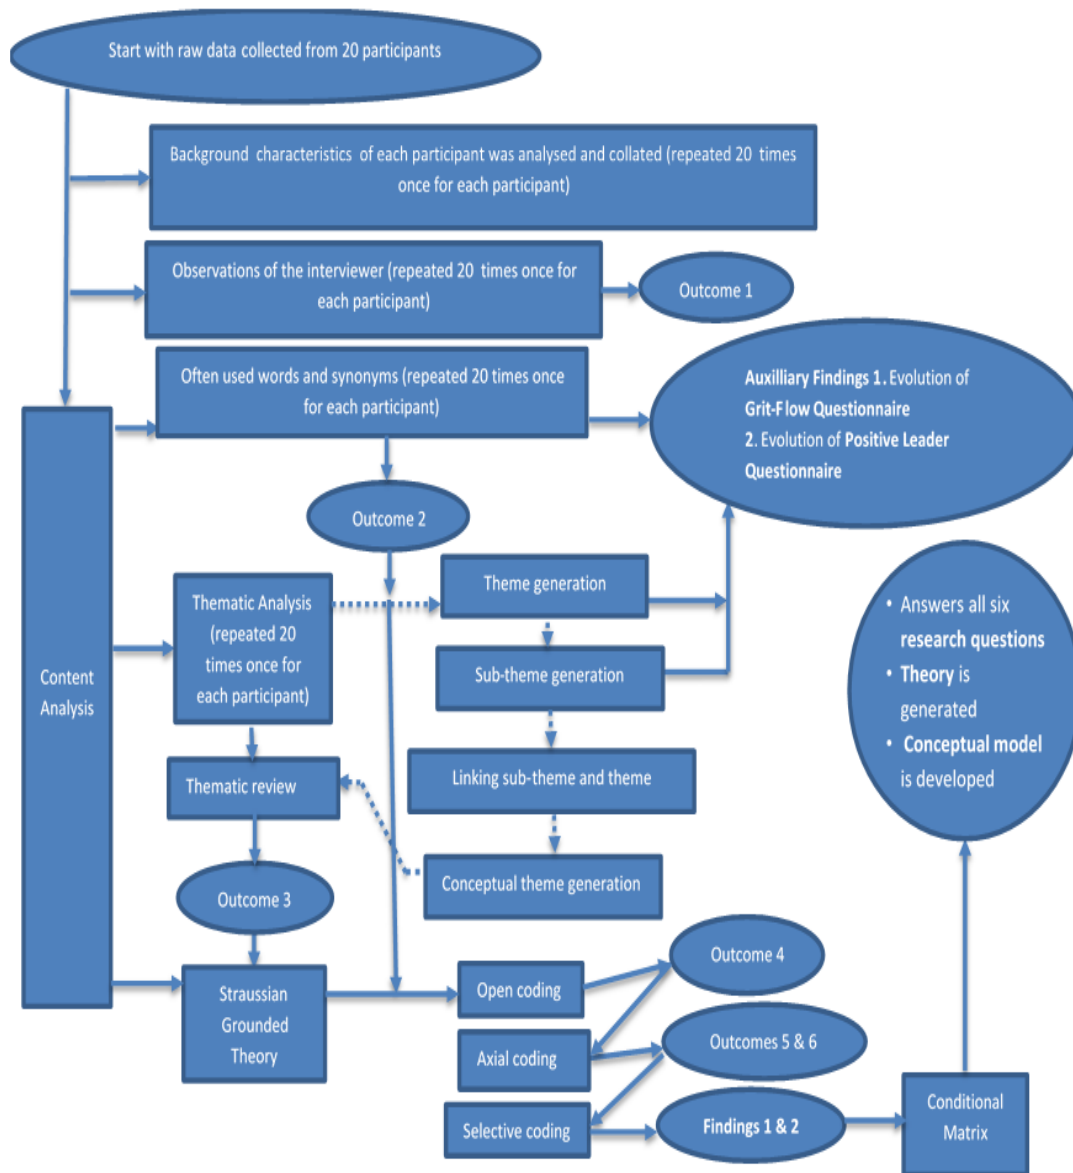 Start with raw data collected from 20 participants
Background characteristics of each participant was analysed and collated (repeated 20 times
once for each participant)
Observations of the interviewer (repeated 20 times once for
each participant)
Outcome 1
Often used words and synonyms (repeated 20 times once
for each participant)
Auxilliary Findings 1. Evolution of
Grit-Flow Questionnaire
2. Evolution of Positive Leader
Questionnaire
Outcome 2
Content
Analysis
Thematic Analysis
(repeated 20
times once for
each participant)
Theme generation
Sub-theme generation
Linking sub-theme and theme
Conceptual theme generation
Thematic review
Outcome 3
Straussian
Grounded
Theory
Open coding
Outcome 4
Axial coding
Outcomes 5 & 6
Selective coding
Findings 1 & 2
Conditional
Matrix
• Answers all six
research questions
• Theory is
generated
• Conceptual model
is developed